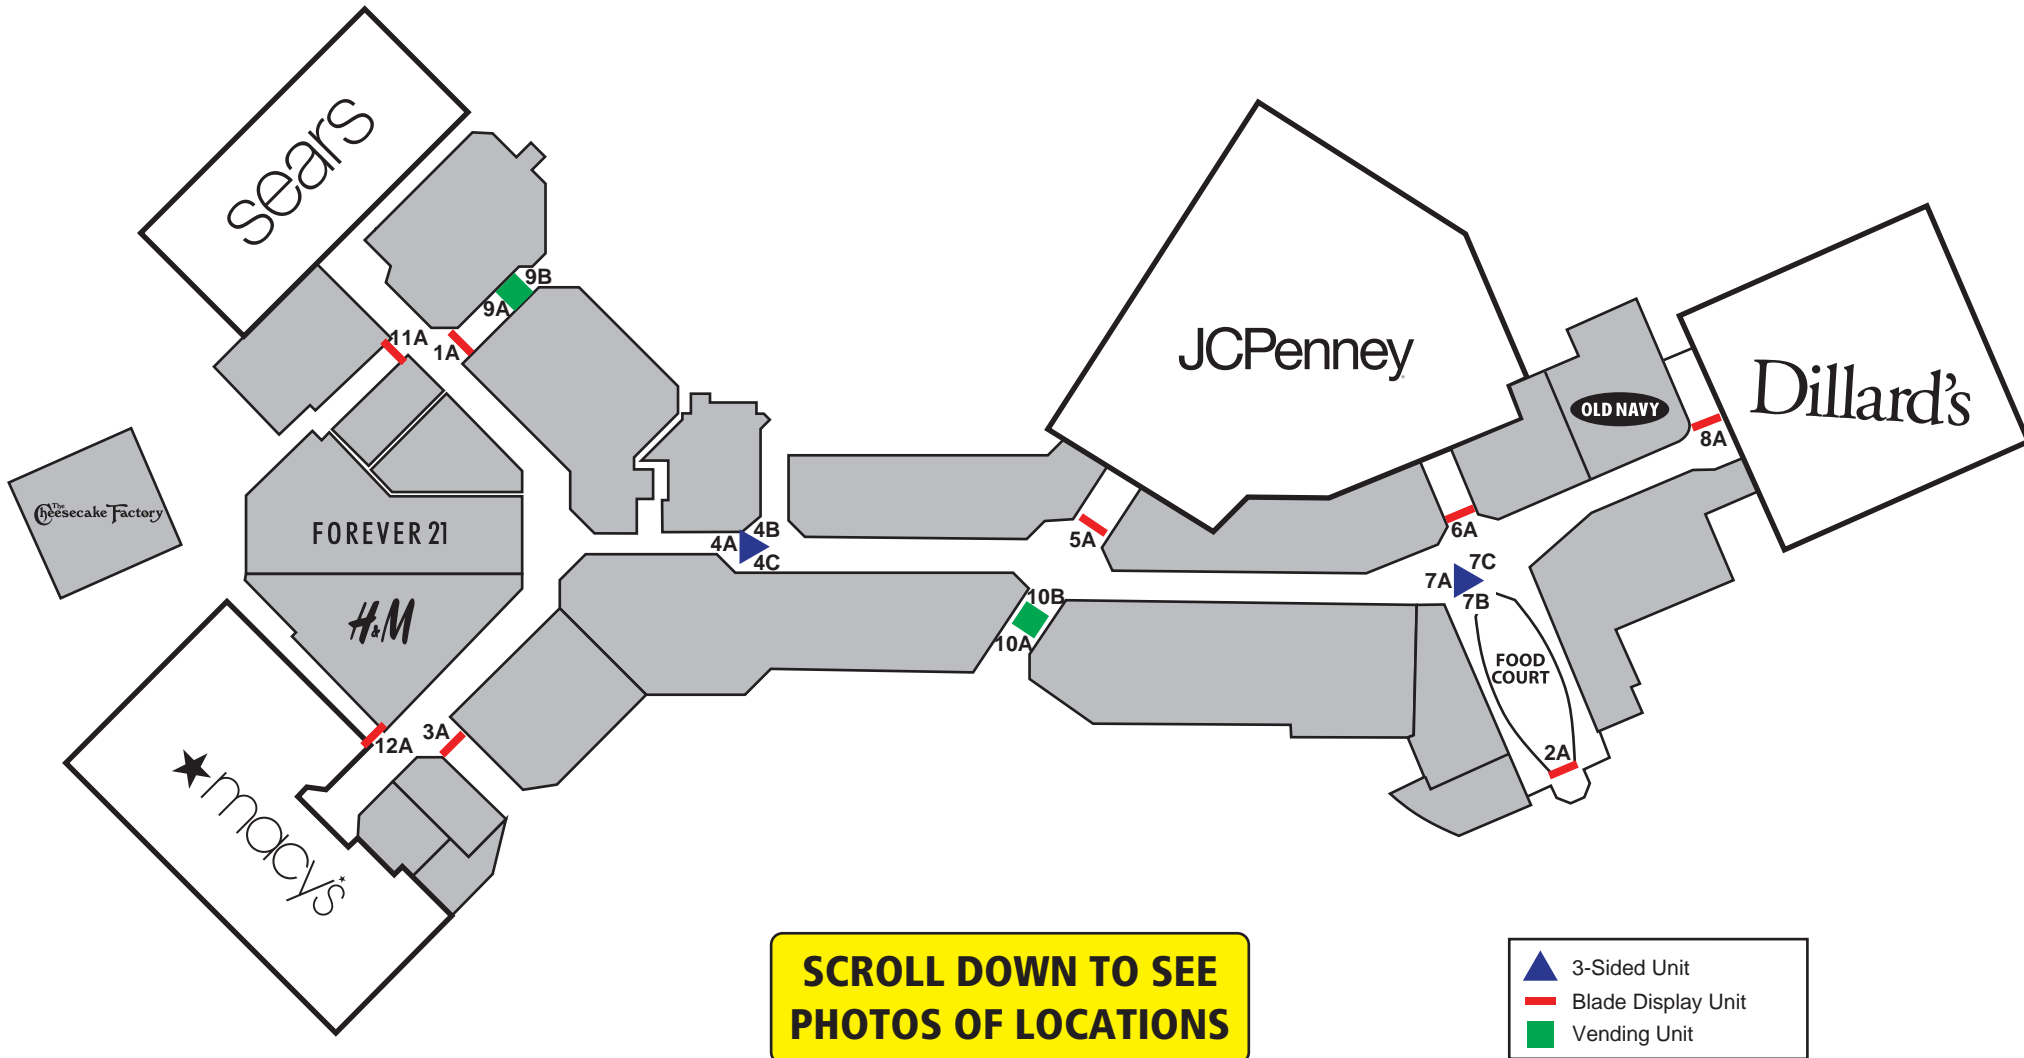 sears
9B
9A
11A
1A
JCPenney
OLD NAVY
Dillard's
8A
The
Cheesecake Factory
FOREVER 21
4B
4A
4C
5A
6A
7C
7A
7B
H&M
10B
10A
FOOD
COURT
3A
12A
2A
macy's
SCROLL DOWN TO SEE
PHOTOS OF LOCATIONS
3-Sided Unit
Blade Display Unit
Vending Unit